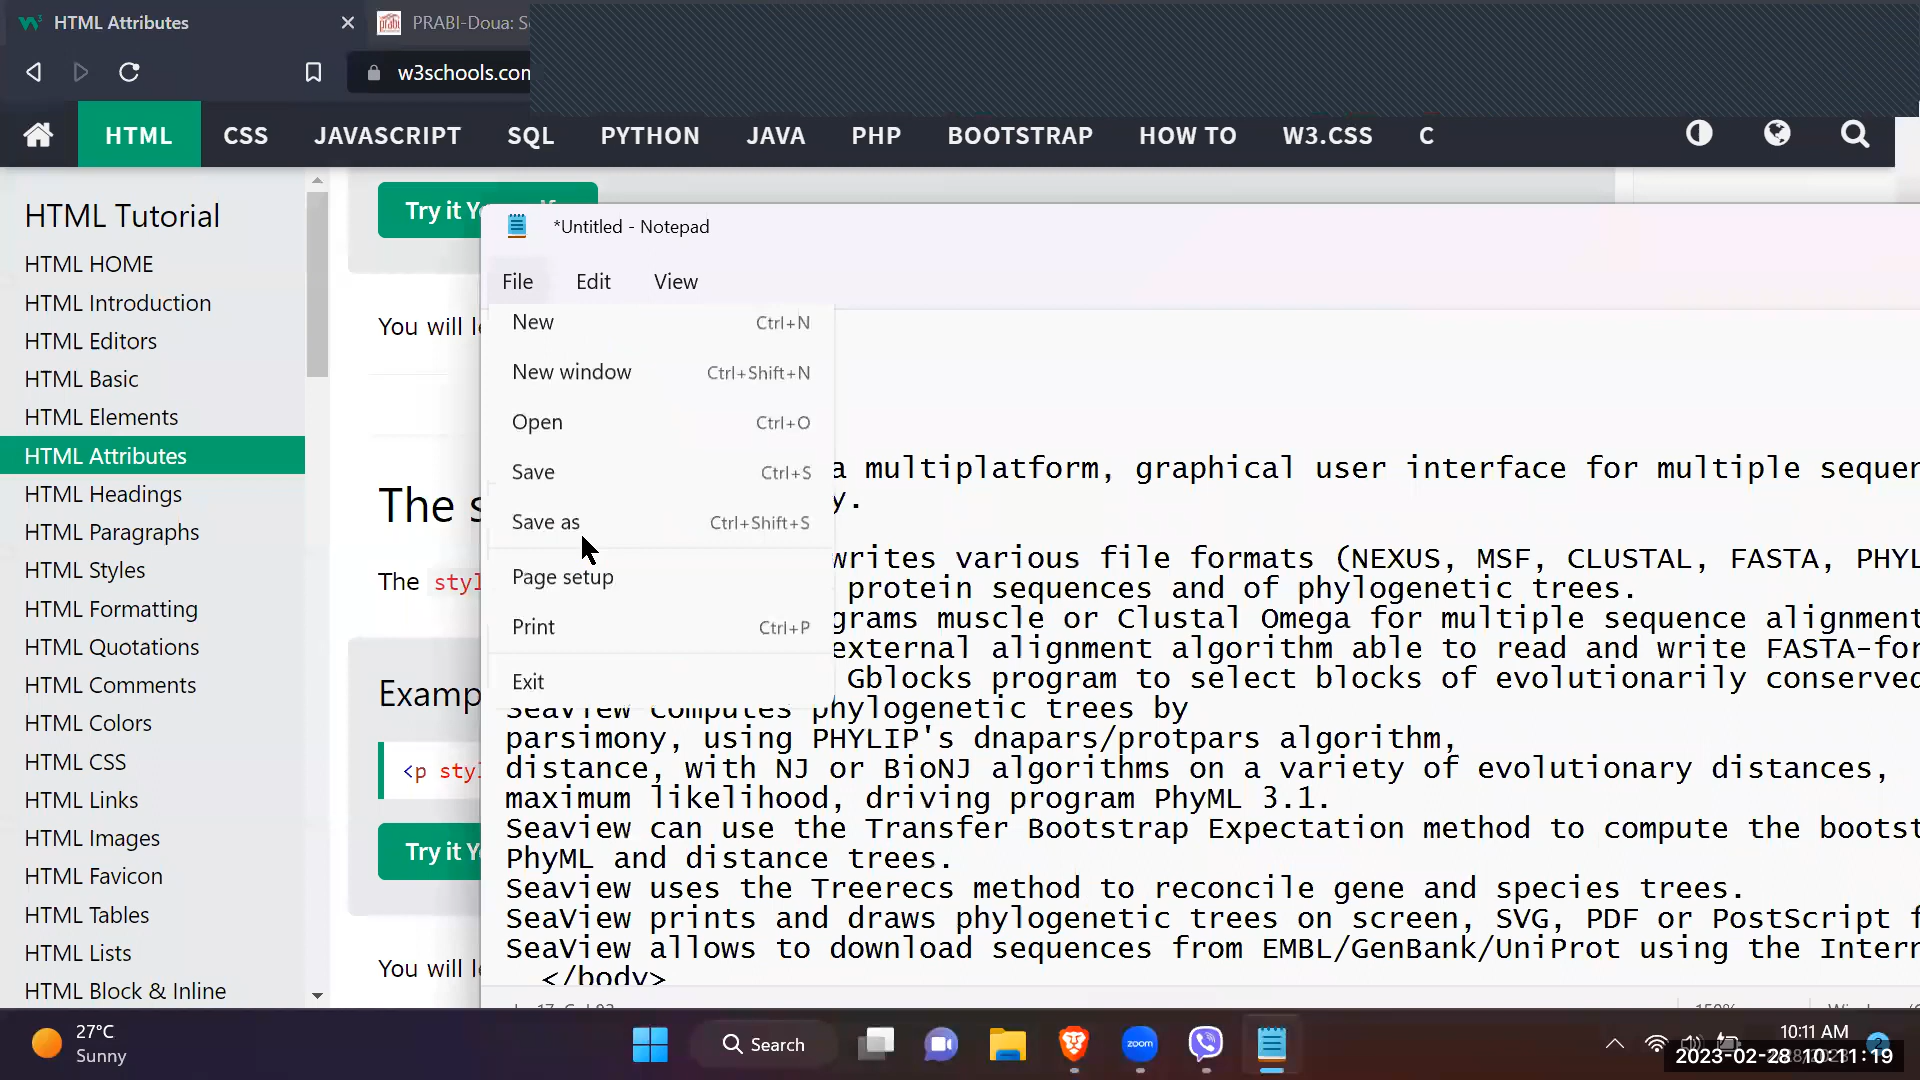 HTML Attributes
PRABI-Doua:
w3schools.com
HTML CSS JAVASCRIPT SQL PYTHON JAVA PHP BOOTSTRAP HOW TO W3.CSS C
HTML Tutorial
HTML HOME
HTML Introduction
HTML Editors
HTML Basic
HTML Elements
HTML Attributes
HTML Headings
HTML Paragraphs
HTML Styles
HTML Formatting
HTML Quotations
HTML Comments
HTML Colors
HTML CSS
HTML Links
HTML Images
HTML Favicon
HTML Tables
HTML Lists
HTML Block & Inline
Try it
You will
The
The
Try it
You will
*Untitled - Notepad
File Edit View
New Ctrl+N
New window Ctrl+Shift+N
Open Ctrl+O
Save Ctrl+S
Save as Ctrl+Shift+S
Page setup
Print Ctrl+P
Exit
a multiplatform, graphical user interface for multiple
writes various file formats (NEXUS, MSF, CLUSTAL, FASTA,
protein sequences and of phylogenetic trees.
muscle or Clustal Omega for multiple sequence alignment
external alignment algorithm able to read and write
Gblocks program to select blocks of evolutionarily
SeaView computes phylogenetic trees by
parsimony, using PHYLIP's dnapars/protpars algorithm,
distance, with NJ or BioNJ algorithms on a variety of evolutionary distances,
maximum likelihood, driving program PhyML 3.1.
Seaview can use the Transfer Bootstrap Expectation method to compute the
PhyML and distance trees.
Seaview uses the Treerecs method to reconcile gene and species trees.
SeaView prints and draws phylogenetic trees on screen, SVG, PDF or PostScript
SeaView allows to download sequences from EMBL/GenBank/UniProt using the
</body>
27°C
Sunny
Search
zoom
10:11 AM
2
2023-02-28 10:11:19